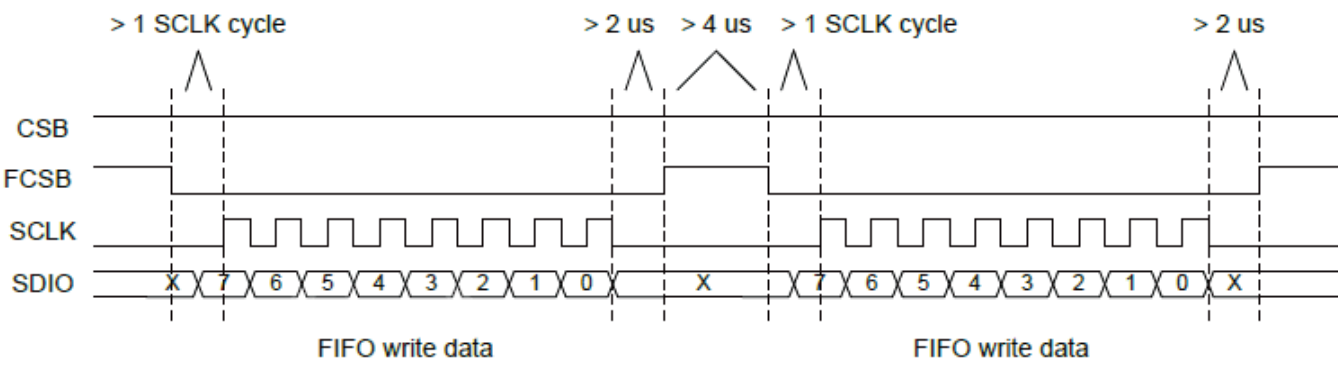 > 1 SCLK cycle > 2 us > 4 us > 1 SCLK cycle > 2 us
CSB
FCSB
SCLK
SDIO X 7 6 5 4 3 2 1 0 X 7 6 5 4 3 2 1 0 X
FIFO write data FIFO write data